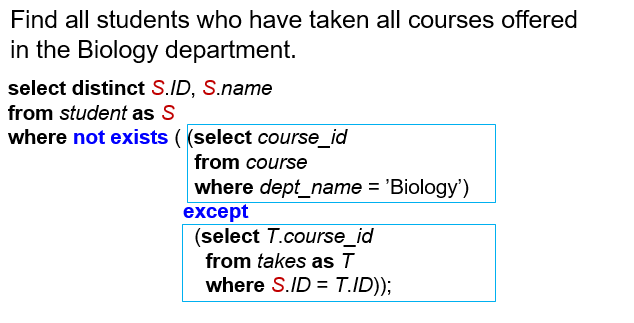 Find all students who have taken all courses offered
in the Biology department.
select distinct S.ID, S.name
from student as S
where not exists ( (select course_id
from course
where dept_name = ’Biology’)
except
(select T.course_id
from takes as T
where S.ID = T.ID));